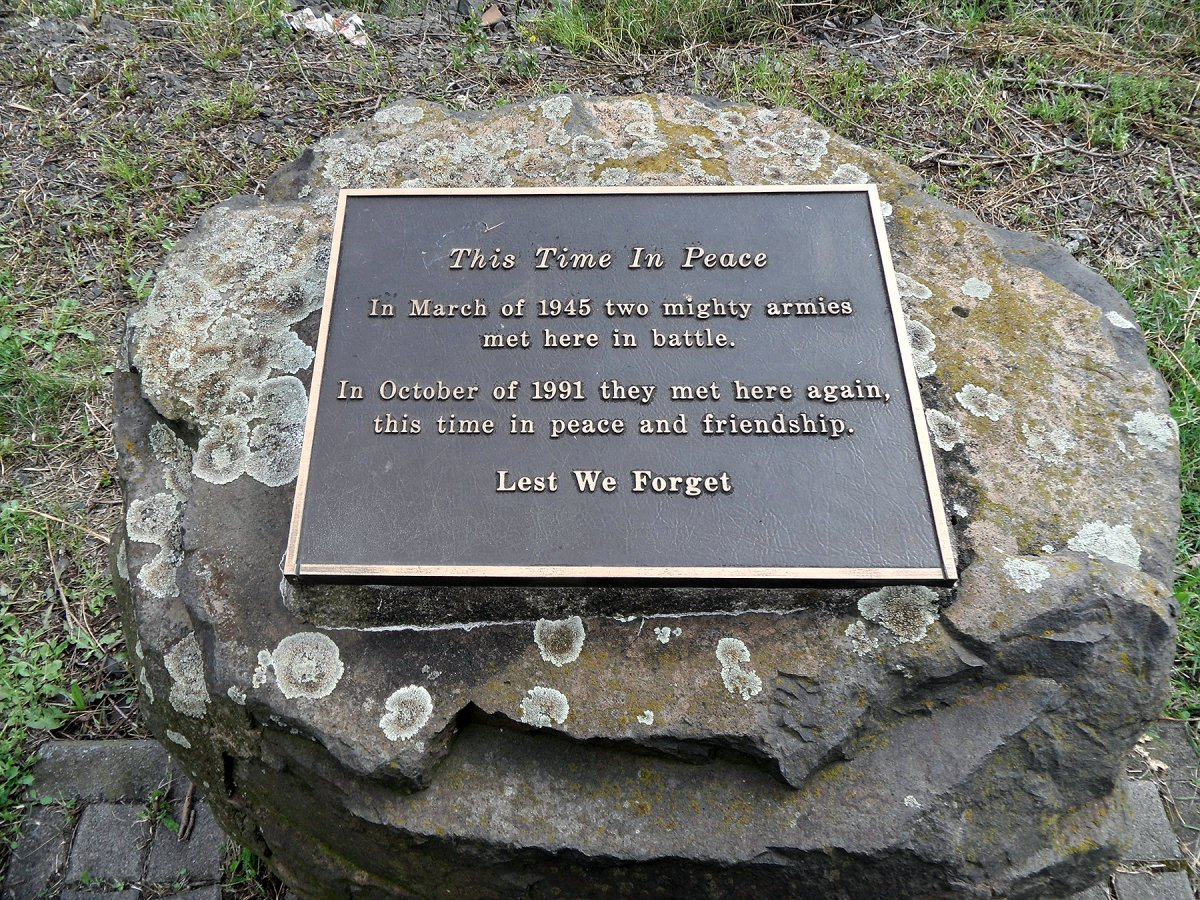 This Time In Peace
In March of 1945 two mighty armies
met here in battle.
In October of 1991 they met here again,
this time in peace and friendship.
Lest We Forget